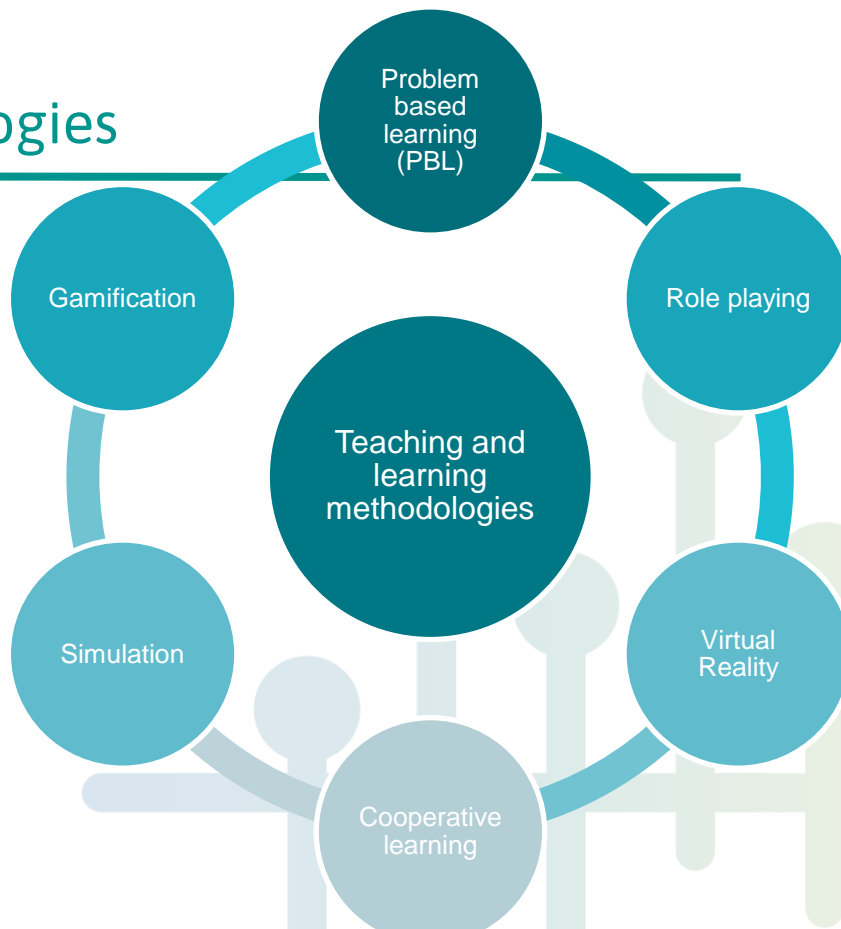 ogies
Problem
based
learning
(PBL)
Gamification
Role playing
Teaching and
learning
methodologies
Simulation
Virtual
Reality
Cooperative
learning